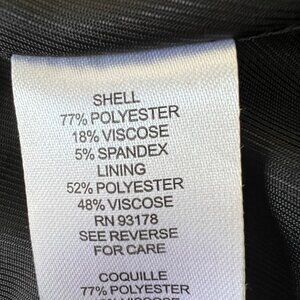 SHELL
77% POLYESTER
18% VISCOSE
5% SPANDEX
LINING
52% POLYESTER
48% VISCOSE
RN 93178
SEE REVERSE
FOR CARE
COQUILLE
77% POLYESTER